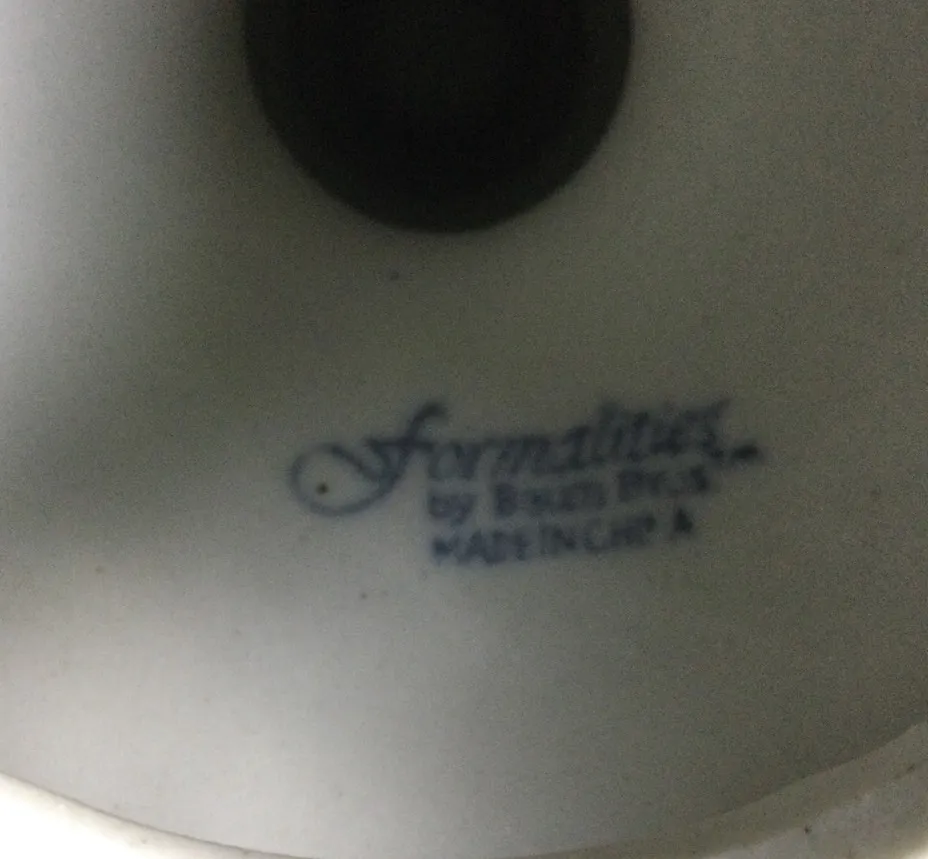 Formalities
by Baum Bros
MADE IN CHINA